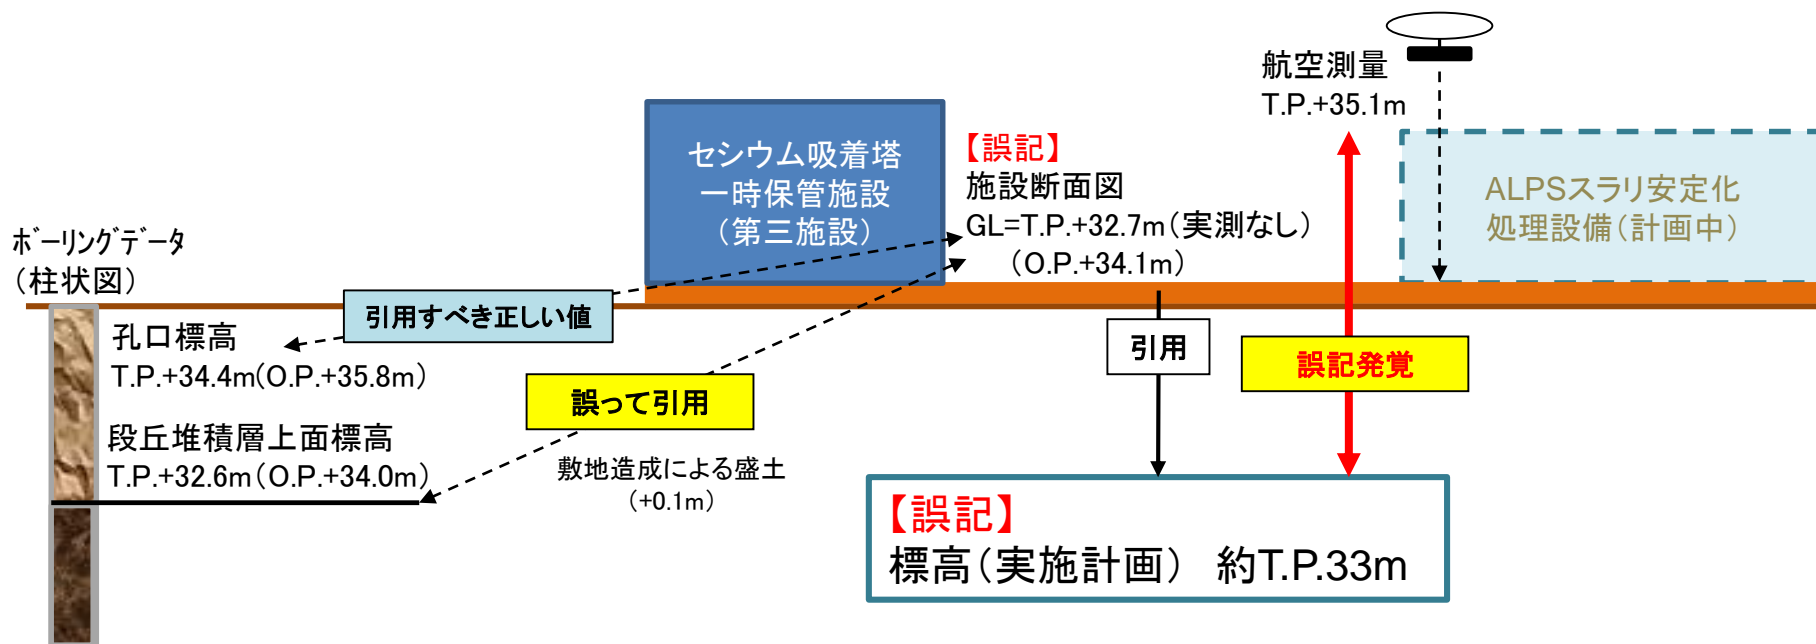 航空測量
T.P.+35.1m
セシウム吸着塔
一時保管施設
（第三施設）
【誤記】
施設断面図
GL=T.P.+32.7m（実測なし）
（O.P.+34.1m）
ALPSスラリ安定化
処理設備（計画中）
ﾎﾞｰﾘﾝｸﾞﾃﾞｰﾀ
（柱状図）
引用すべき正しい値
孔口標高
T.P.+34.4m（O.P.+35.8m）
引用
誤記発覚
誤って引用
段丘堆積層上面標高
T.P.+32.6m（O.P.+34.0m）
敷地造成による盛土
（+0.1m）
【誤記】
標高（実施計画）　約T.P.33m